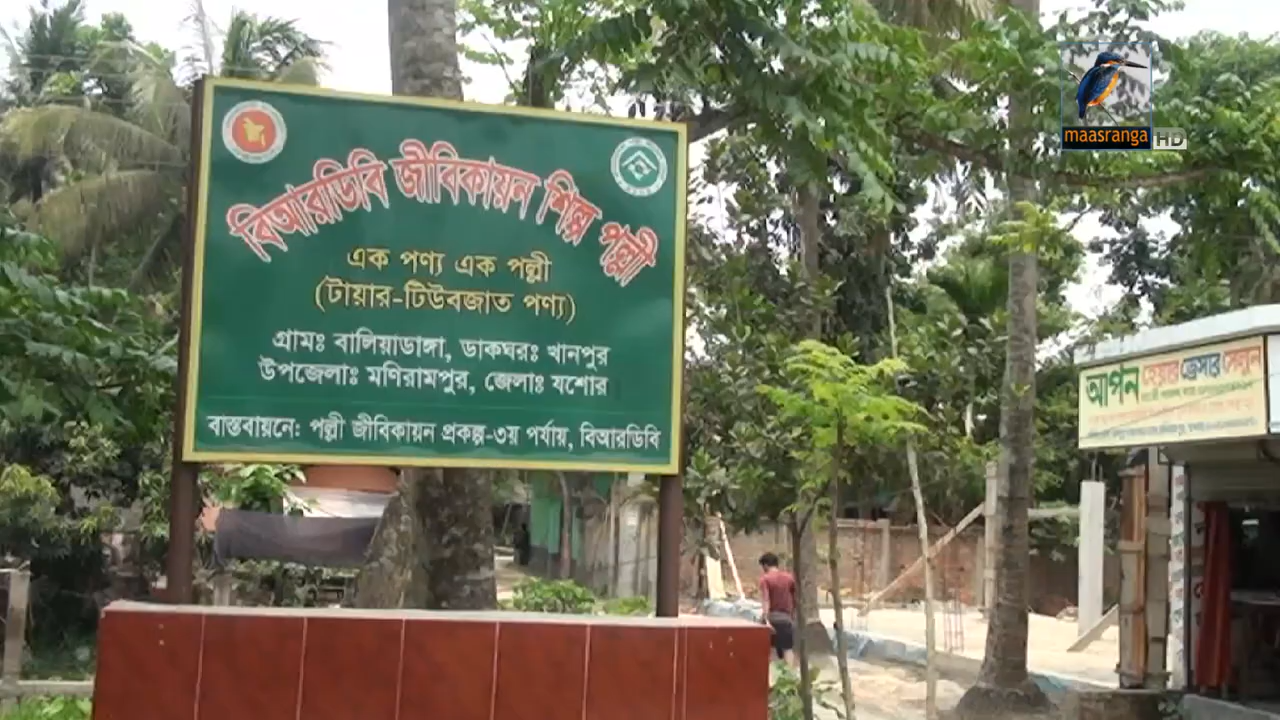 বিআরডিবি জীবিকায়ন শিল্প পল্লী
এক পণ্য এক পল্লী
(টায়ার-টিউবজাত পণ্য)
গ্রামঃ বালিয়াডাঙ্গা, ডাকঘরঃ খানপুর
উপজেলাঃ মণিরামপুর, জেলাঃ যশোর
বাস্তবায়নে: পল্লী জীবিকায়ন প্রকল্প-৩য় পর্যায়, বিআরডিবি
maasranga HD
আপন হেয়ার ড্রেসার সেলুন